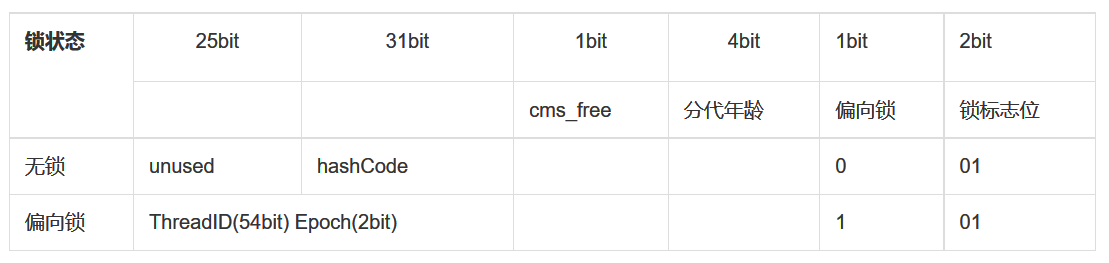 锁状态 25bit 31bit 1bit 4bit 1bit 2bit
cms_free 分代年龄 偏向锁 锁标志位
无锁 unused hashCode 0 01
偏向锁 ThreadID(54bit) Epoch(2bit) 1 01